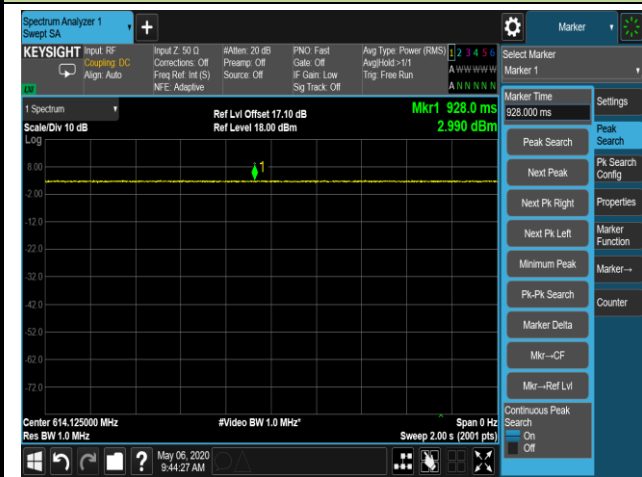 Spectrum Analyzer 1
Swept SA
+
Marker
KEYSIGHT
Input: RF
Coupling: DC
Align: Auto
Input Z: 50 Ω
Corrections: Off
Freq Ref: Int (S)
NFE: Adaptive
#Atten: 20 dB
Preamp: Off
Source: Off
PNO: Fast
Gate: Off
IF Gain: Low
Sig Track: Off
Avg Type: Power (RMS)
Avg|Hold:>1/1
Trig: Free Run
1 2 3 4 5 6
A W W W W W
A N N N N N
Select Marker
Marker 1
1 Spectrum
Scale/Div 10 dB
Log
Ref Lvl Offset 17.10 dB
Ref Level 18.00 dBm
Mkr1 928.0 ms
2.990 dBm
1
8.00
-2.00
-12.0
-22.0
-32.0
-42.0
-52.0
-62.0
-72.0
Center 614.125000 MHz
Res BW 1.0 MHz
#Video BW 1.0 MHz*
Span 0 Hz
Sweep 2.00 s (2001 pts)
Marker Time
928.000 ms
Peak Search
Next Peak
Next Pk Right
Next Pk Left
Minimum Peak
Pk-Pk Search
Marker Delta
Mkr→CF
Mkr→Ref Lvl
Continuous Peak
Search
On
Off
Settings
Peak
Search
Pk Search
Config
Properties
Marker
Function
Marker→
Counter
?
May 06, 2020
9:44:27 AM